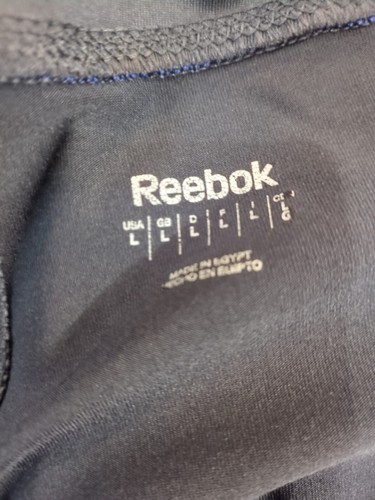 Reebok
USA GB D F I
L L L L L L
G
MADE IN EGYPT
HECHO EN EGIPTO